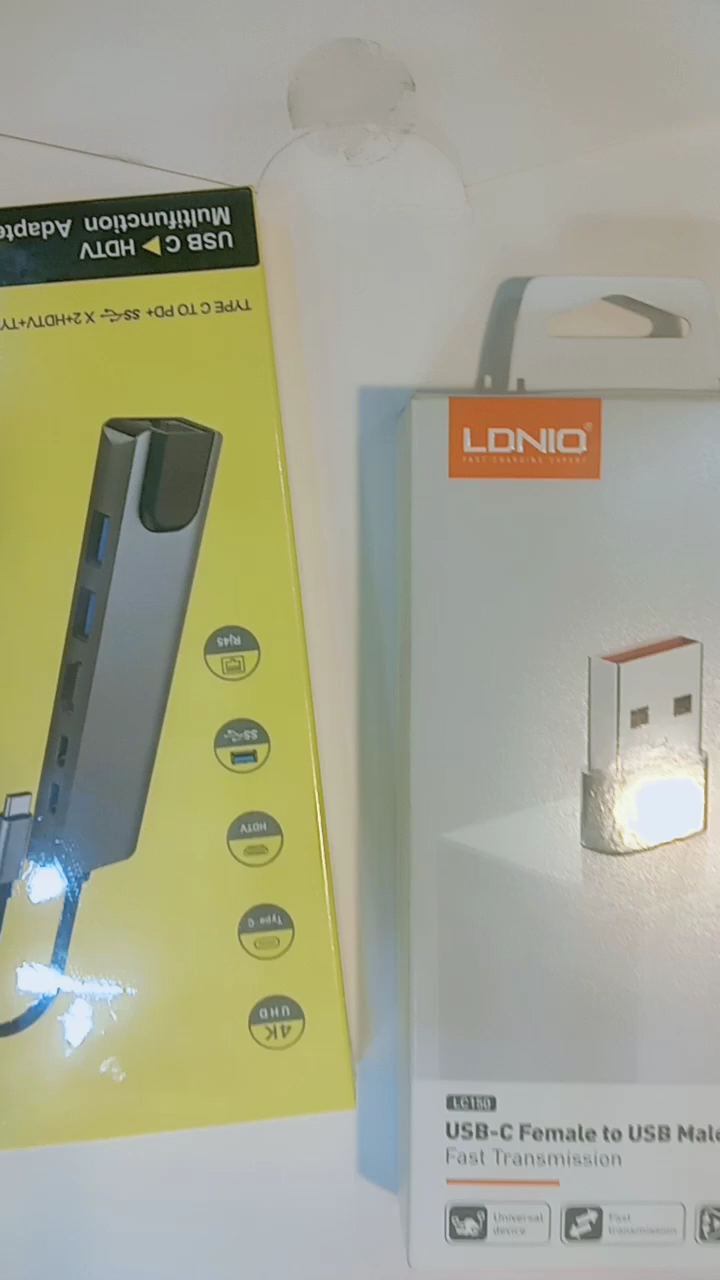 USB C ▶ HDTV
Multifunction Adapte
TYPE C TO PD+ SS X 2+HDTV+TY
RJ45
SS
HDTV
Type-C
4K
UHD
LDNIO®
FAST CHARGING EXPERT
LC150
USB-C Female to USB Male
Fast Transmission
Universal
device
Fast
transmission